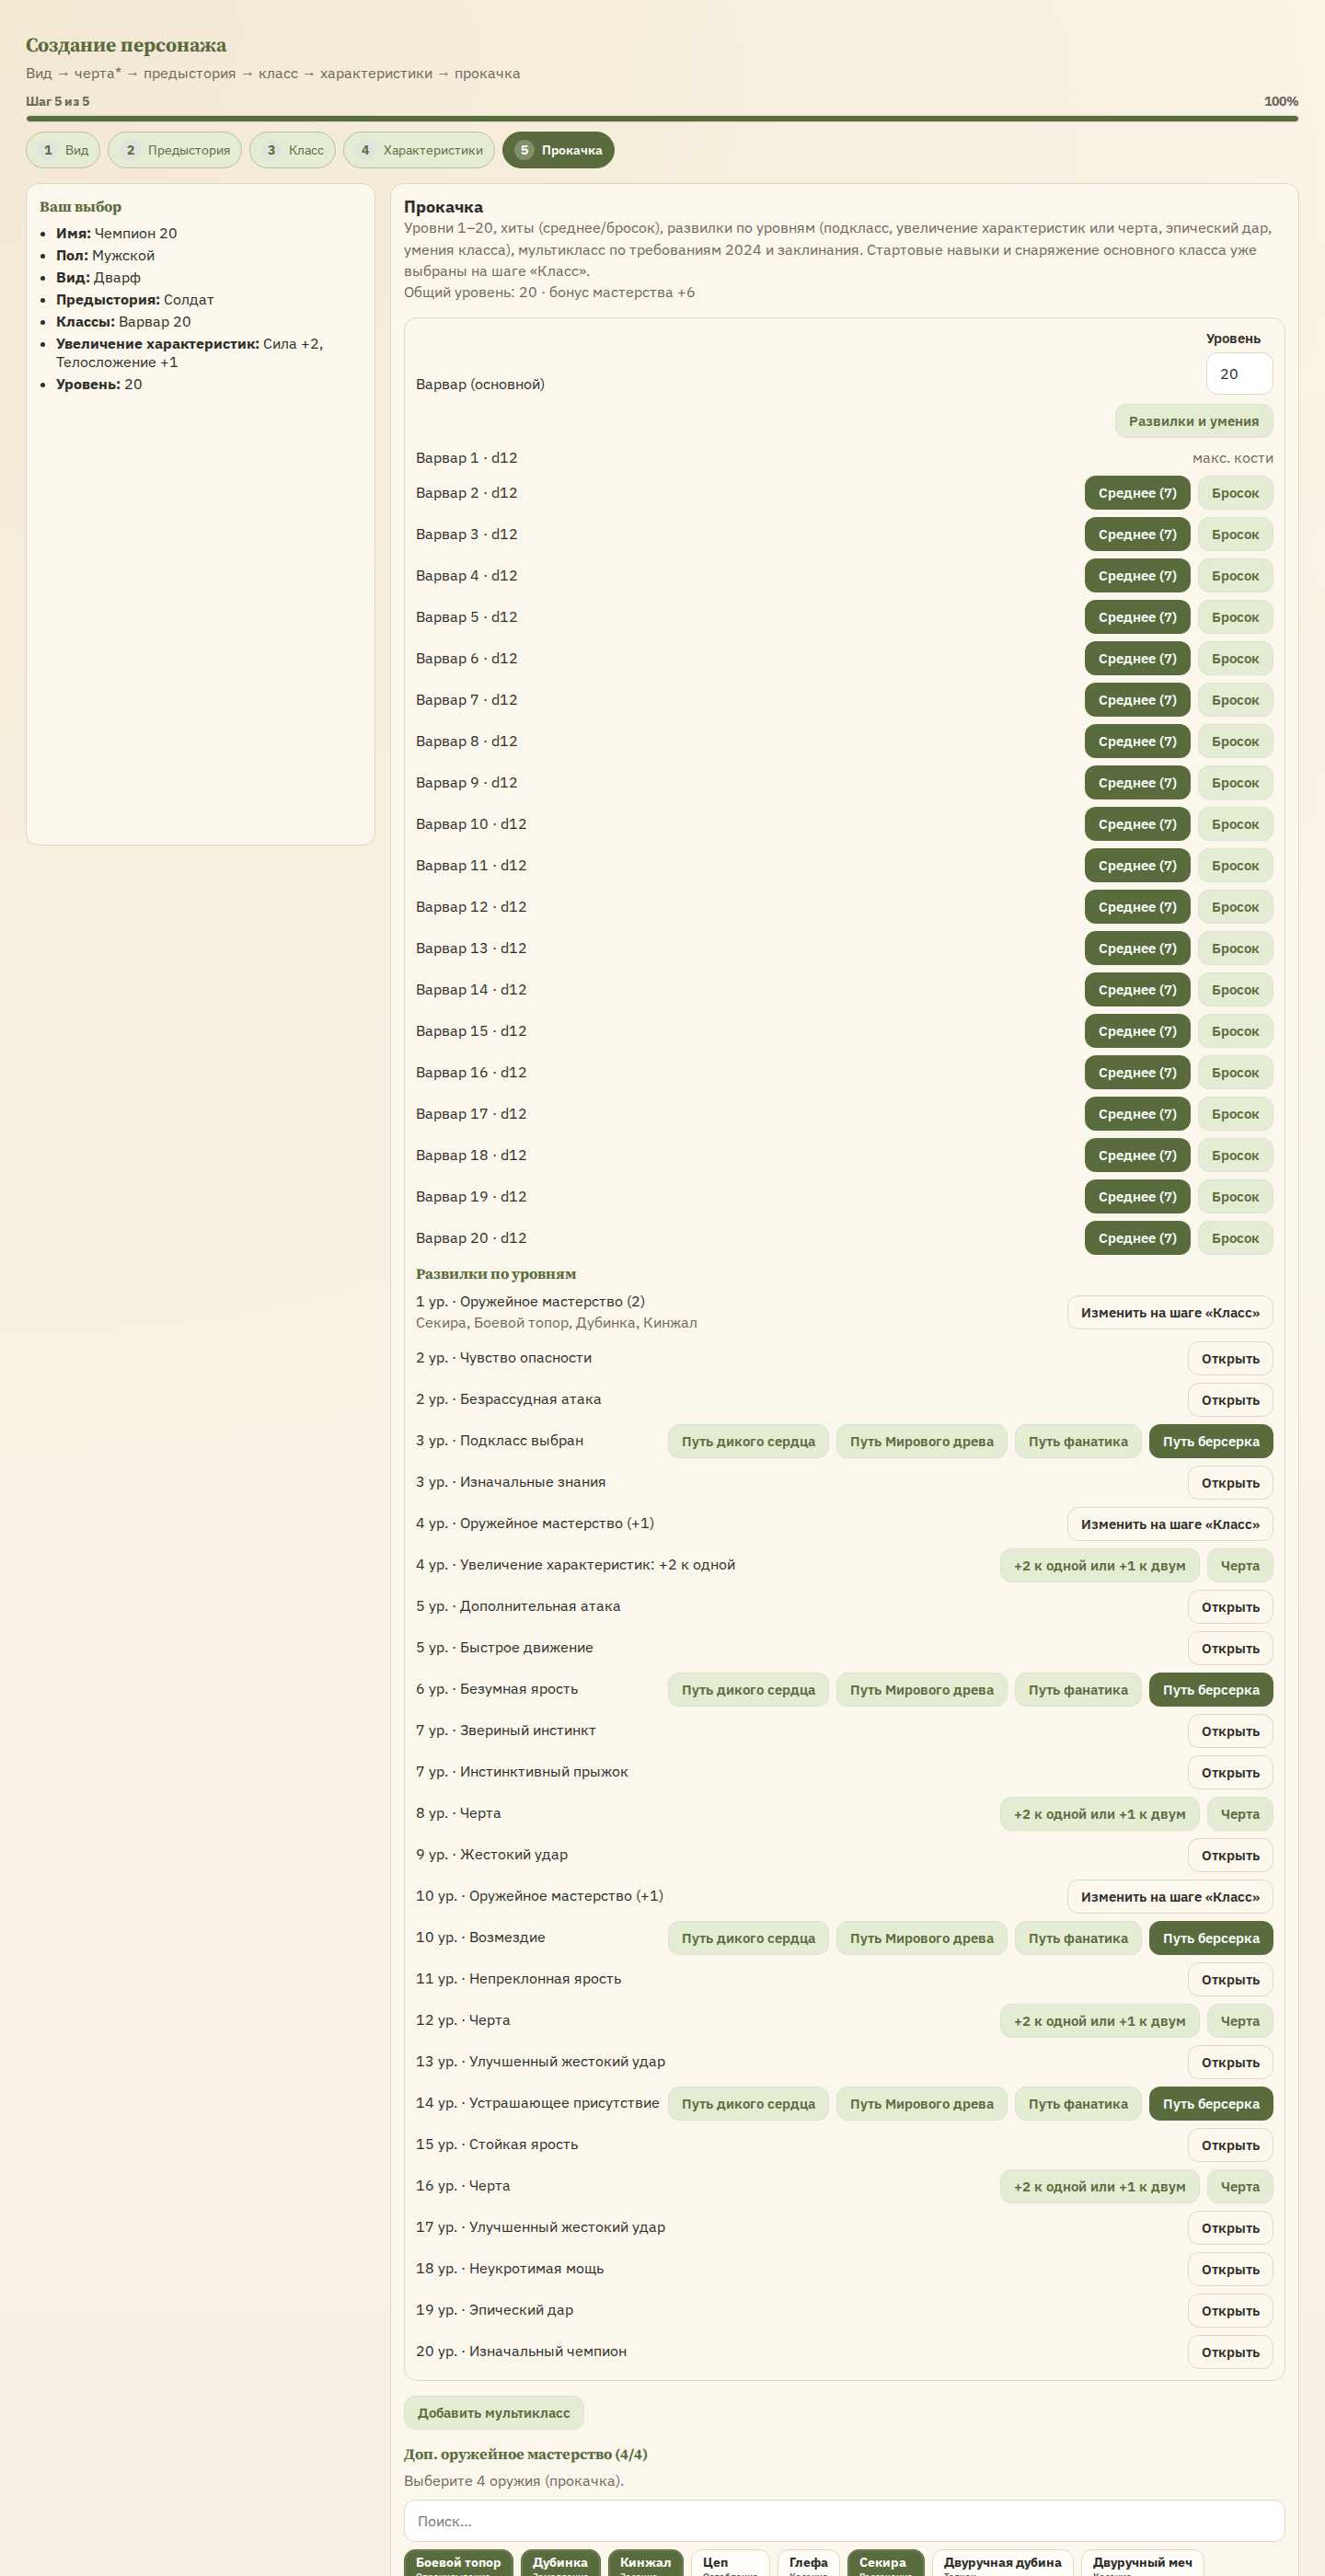 Создание персонажа
Вид → черта* → предыстория → класс → характеристики → прокачка
Шаг 5 из 5 100%
1 Вид 2 Предыстория 3 Класс 4 Характеристики 5 Прокачка
Ваш выбор
Имя: Чемпион 20
Пол: Мужской
Вид: Дварф
Предыстория: Солдат
Классы: Варвар 20
Увеличение характеристик: Сила +2,
Телосложение +1
Уровень: 20
Прокачка
Уровни 1–20, хиты (среднее/бросок), развилки по уровням (подкласс, увеличение характеристик или черта, эпический дар,
умения класса), мультикласс по требованиям 2024 и заклинания. Стартовые навыки и снаряжение основного класса уже
выбраны на шаге «Класс».
Общий уровень: 20 · бонус мастерства +6
Уровень
Варвар (основной) 20
Развилки и умения
Варвар 1 · d12 макс. кости
Варвар 2 · d12 Среднее (7) Бросок
Варвар 3 · d12 Среднее (7) Бросок
Варвар 4 · d12 Среднее (7) Бросок
Варвар 5 · d12 Среднее (7) Бросок
Варвар 6 · d12 Среднее (7) Бросок
Варвар 7 · d12 Среднее (7) Бросок
Варвар 8 · d12 Среднее (7) Бросок
Варвар 9 · d12 Среднее (7) Бросок
Варвар 10 · d12 Среднее (7) Бросок
Варвар 11 · d12 Среднее (7) Бросок
Варвар 12 · d12 Среднее (7) Бросок
Варвар 13 · d12 Среднее (7) Бросок
Варвар 14 · d12 Среднее (7) Бросок
Варвар 15 · d12 Среднее (7) Бросок
Варвар 16 · d12 Среднее (7) Бросок
Варвар 17 · d12 Среднее (7) Бросок
Варвар 18 · d12 Среднее (7) Бросок
Варвар 19 · d12 Среднее (7) Бросок
Варвар 20 · d12 Среднее (7) Бросок
Развилки по уровням
1 ур. · Оружейное мастерство (2) Изменить на шаге «Класс»
Секира, Боевой топор, Дубинка, Кинжал
2 ур. · Чувство опасности Открыть
2 ур. · Безрассудная атака Открыть
3 ур. · Подкласс выбран Путь дикого сердца Путь Мирового древа Путь фанатика Путь берсерка
3 ур. · Изначальные знания Открыть
4 ур. · Оружейное мастерство (+1) Изменить на шаге «Класс»
4 ур. · Увеличение характеристик: +2 к одной +2 к одной или +1 к двум Черта
5 ур. · Дополнительная атака Открыть
5 ур. · Быстрое движение Открыть
6 ур. · Безумная ярость Путь дикого сердца Путь Мирового древа Путь фанатика Путь берсерка
7 ур. · Звериный инстинкт Открыть
7 ур. · Инстинктивный прыжок Открыть
8 ур. · Черта +2 к одной или +1 к двум Черта
9 ур. · Жестокий удар Открыть
10 ур. · Оружейное мастерство (+1) Изменить на шаге «Класс»
10 ур. · Возмездие Путь дикого сердца Путь Мирового древа Путь фанатика Путь берсерка
11 ур. · Непреклонная ярость Открыть
12 ур. · Черта +2 к одной или +1 к двум Черта
13 ур. · Улучшенный жестокий удар Открыть
14 ур. · Устрашающее присутствие Путь дикого сердца Путь Мирового древа Путь фанатика Путь берсерка
15 ур. · Стойкая ярость Открыть
16 ур. · Черта +2 к одной или +1 к двум Черта
17 ур. · Улучшенный жестокий удар Открыть
18 ур. · Неукротимая мощь Открыть
19 ур. · Эпический дар Открыть
20 ур. · Изначальный чемпион Открыть
Добавить мультикласс
Доп. оружейное мастерство (4/4)
Выберите 4 оружия (прокачка).
Поиск...
Боевой топор Дубинка Кинжал Цеп Глефа Секира Двуручная дубина Двуручный меч